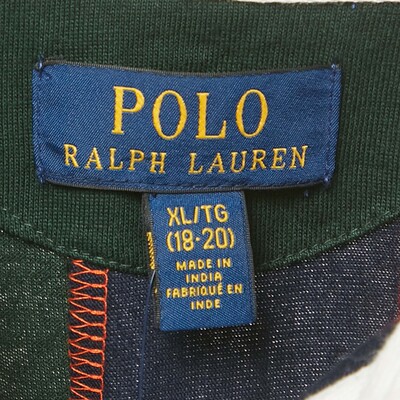 POLO
RALPH LAUREN
XL/TG
(18-20)
MADE IN
INDIA
FABRIQUÉ EN
INDE